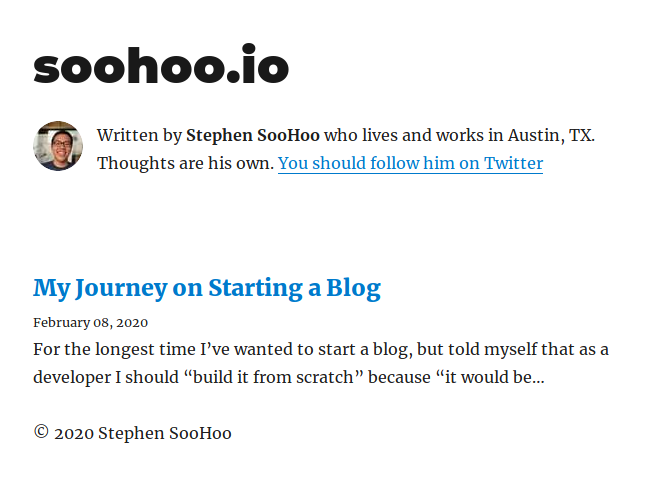 soohoo.io
Written by Stephen SooHoo who lives and works in Austin, TX.
Thoughts are his own. You should follow him on Twitter
My Journey on Starting a Blog
February 08, 2020
For the longest time I’ve wanted to start a blog, but told myself that as a
developer I should “build it from scratch” because “it would be…
© 2020 Stephen SooHoo